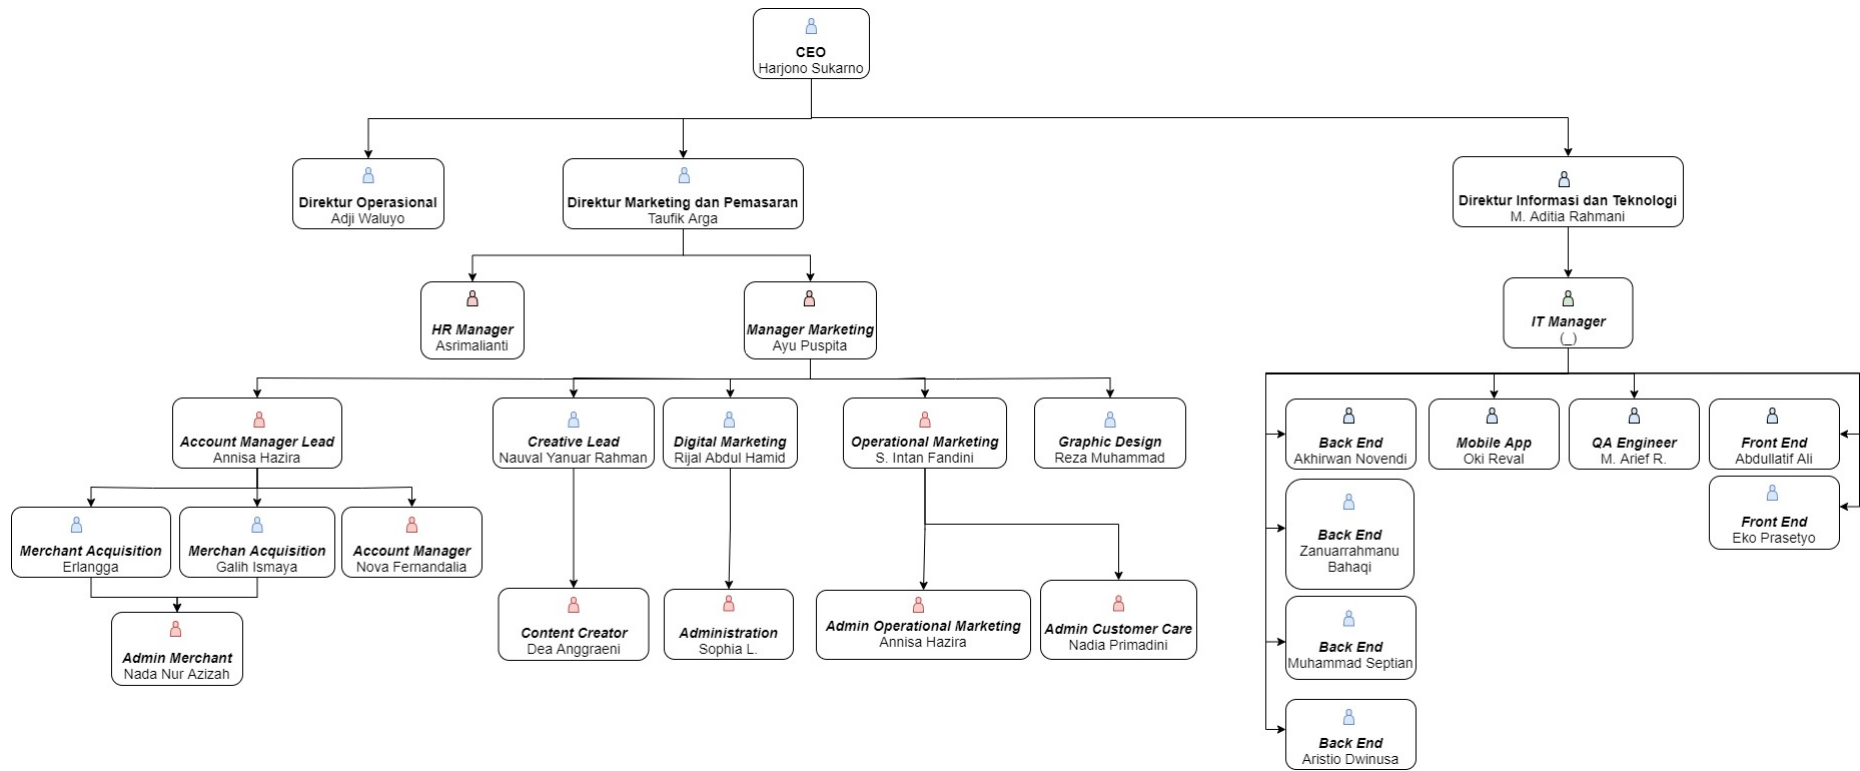 CEO
Harjono Sukarno
Direktur Operasional
Adji Waluyo
Direktur Marketing dan Pemasaran
Taufik Arga
Direktur Informasi dan Teknologi
M. Aditia Rahmani
HR Manager
Asrimalianti
Manager Marketing
Ayu Puspita
IT Manager
(_)
Account Manager Lead
Annisa Hazira
Creative Lead
Nauval Yanuar Rahman
Digital Marketing
Rijal Abdul Hamid
Operational Marketing
S. Intan Fandini
Graphic Design
Reza Muhammad
Back End
Akhirwan Novendi
Mobile App
Oki Reval
QA Engineer
M. Arief R.
Front End
Abdullatif Ali
Merchant Acquisition
Erlangga
Merchan Acquisition
Galih Ismaya
Account Manager
Nova Fernandalia
Back End
Zanuarrahmanu
Bahaqi
Front End
Eko Prasetyo
Admin Merchant
Nada Nur Azizah
Content Creator
Dea Anggraeni
Administration
Sophia L.
Admin Operational Marketing
Annisa Hazira
Admin Customer Care
Nadia Primadini
Back End
Muhammad Septian
Back End
Aristio Dwinusa